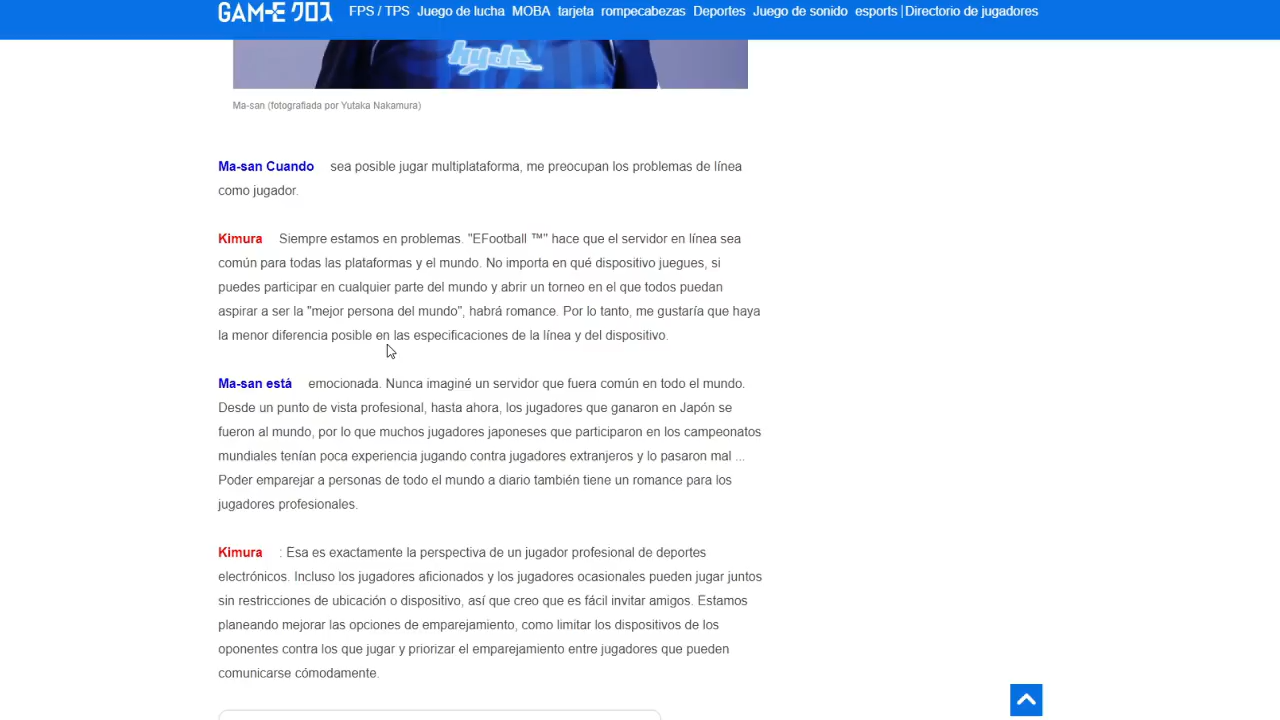 GAM-E クロス FPS / TPS Juego de lucha MOBA tarjeta rompecabezas Deportes Juego de sonido esports | Directorio de jugadores
hyde
Ma-san (fotografiada por Yutaka Nakamura)
Ma-san Cuando sea posible jugar multiplataforma, me preocupan los problemas de línea
como jugador.
Kimura Siempre estamos en problemas. "EFootball ™" hace que el servidor en línea sea
común para todas las plataformas y el mundo. No importa en qué dispositivo juegues, si
puedes participar en cualquier parte del mundo y abrir un torneo en el que todos puedan
aspirar a ser la "mejor persona del mundo", habrá romance. Por lo tanto, me gustaría que haya
la menor diferencia posible en las especificaciones de la línea y del dispositivo.
Ma-san está emocionada. Nunca imaginé un servidor que fuera común en todo el mundo.
Desde un punto de vista profesional, hasta ahora, los jugadores que ganaron en Japón se
fueron al mundo, por lo que muchos jugadores japoneses que participaron en los campeonatos
mundiales tenían poca experiencia jugando contra jugadores extranjeros y lo pasaron mal ...
Poder emparejar a personas de todo el mundo a diario también tiene un romance para los
jugadores profesionales.
Kimura : Esa es exactamente la perspectiva de un jugador profesional de deportes
electrónicos. Incluso los jugadores aficionados y los jugadores ocasionales pueden jugar juntos
sin restricciones de ubicación o dispositivo, así que creo que es fácil invitar amigos. Estamos
planeando mejorar las opciones de emparejamiento, como limitar los dispositivos de los
oponentes contra los que jugar y priorizar el emparejamiento entre jugadores que pueden
comunicarse cómodamente.